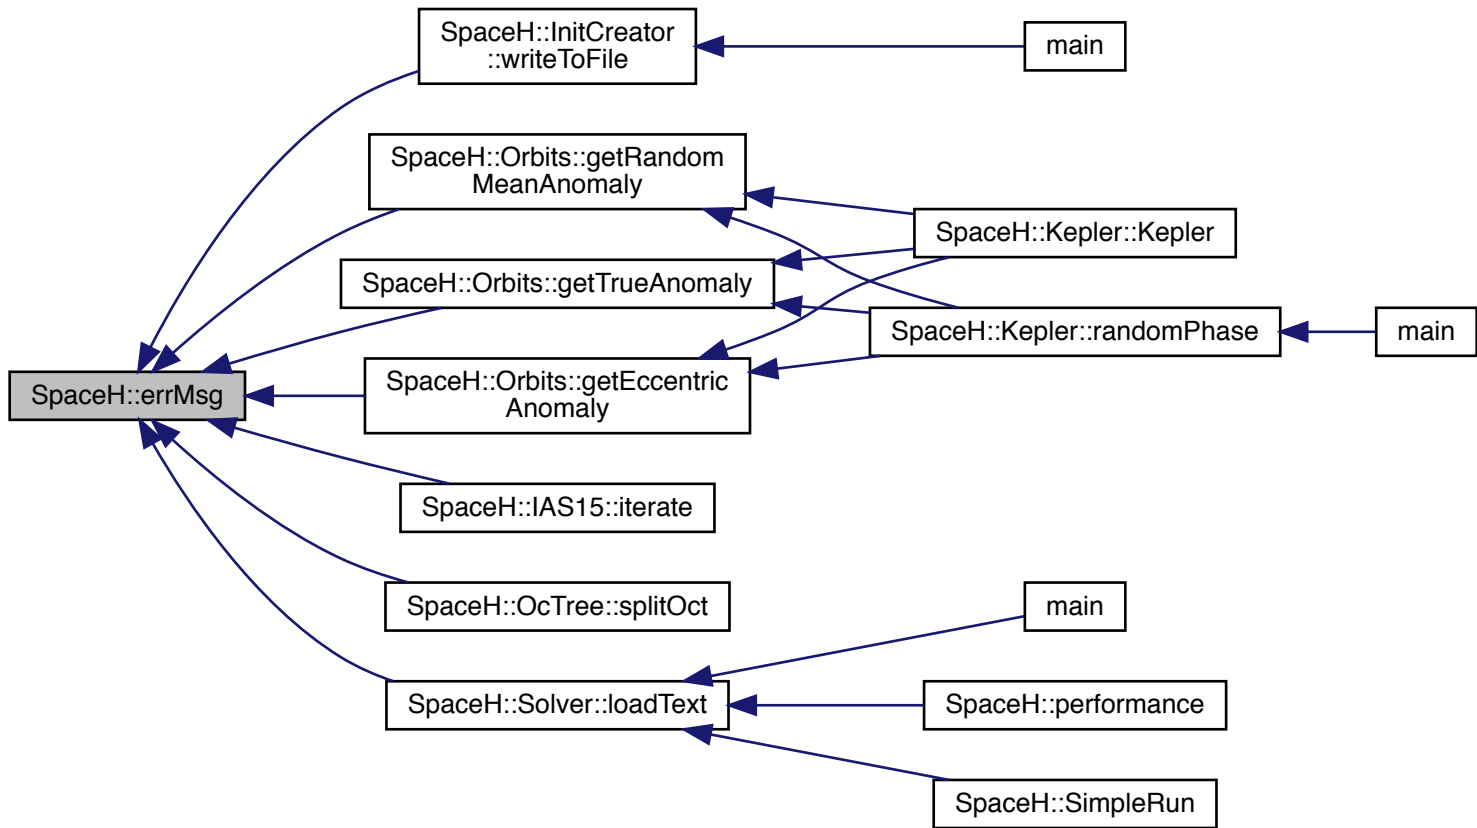 SpaceH::InitCreator
::writeToFile
main
SpaceH::Orbits::getRandom
MeanAnomaly
SpaceH::Kepler::Kepler
SpaceH::Orbits::getTrueAnomaly
SpaceH::Kepler::randomPhase
main
SpaceH::errMsg
SpaceH::Orbits::getEccentric
Anomaly
SpaceH::IAS15::iterate
SpaceH::OcTree::splitOct
main
SpaceH::Solver::loadText
SpaceH::performance
SpaceH::SimpleRun